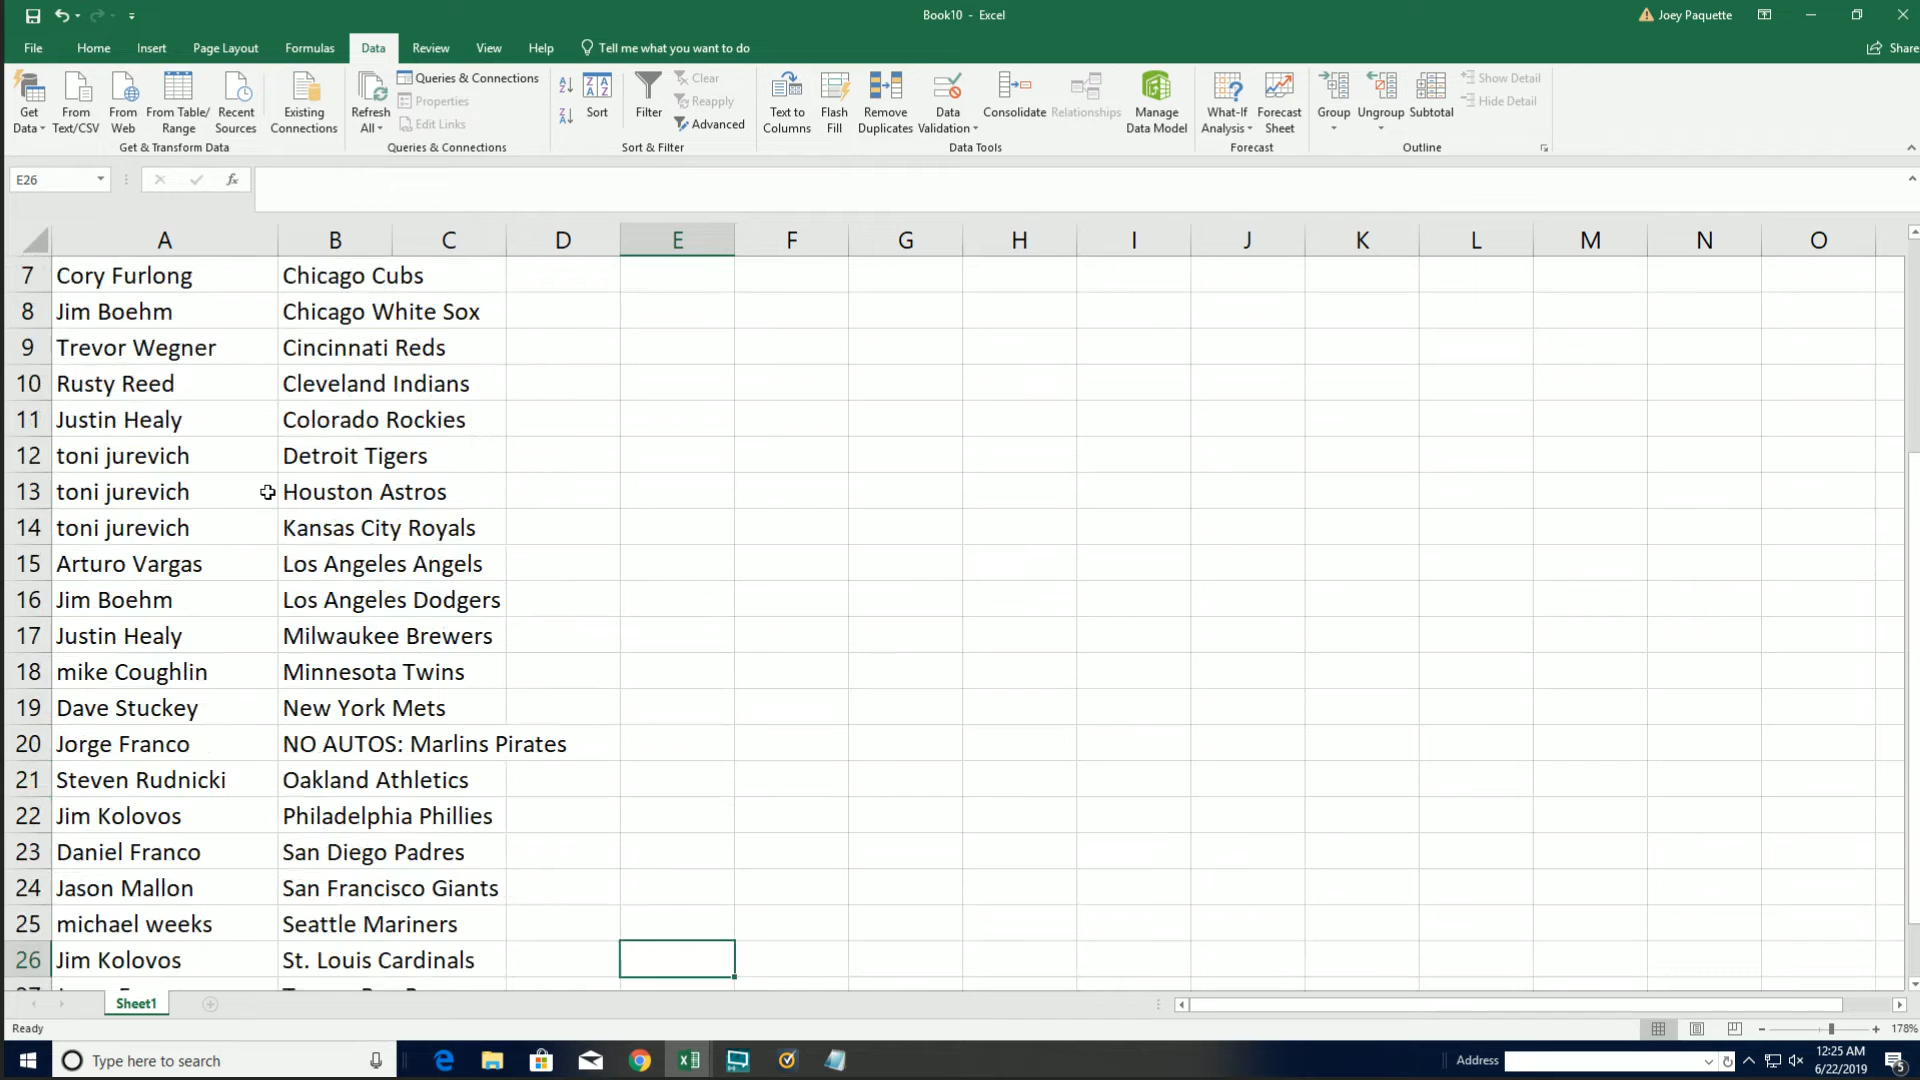 Book10 - Excel
Joey Paquette
File Home Insert Page Layout Formulas Data Review View Help Tell me what you want to do Share
Get Data From Text/CSV From Web From Table/ Range Recent Sources Existing Connections
Get & Transform Data
Refresh All Queries & Connections Properties Edit Links
Queries & Connections
Sort Filter Clear Reapply Advanced
Sort & Filter
Text to Columns Flash Fill Remove Duplicates Data Validation Consolidate Relationships Manage Data Model
Data Tools
What-If Analysis Forecast Sheet
Forecast
Group Ungroup Subtotal Show Detail Hide Detail
Outline
E26 fx
A B C D E F G H I J K L M N O
7 Cory Furlong Chicago Cubs
8 Jim Boehm Chicago White Sox
9 Trevor Wegner Cincinnati Reds
10 Rusty Reed Cleveland Indians
11 Justin Healy Colorado Rockies
12 toni jurevich Detroit Tigers
13 toni jurevich Houston Astros
14 toni jurevich Kansas City Royals
15 Arturo Vargas Los Angeles Angels
16 Jim Boehm Los Angeles Dodgers
17 Justin Healy Milwaukee Brewers
18 mike Coughlin Minnesota Twins
19 Dave Stuckey New York Mets
20 Jorge Franco NO AUTOS: Marlins Pirates
21 Steven Rudnicki Oakland Athletics
22 Jim Kolovos Philadelphia Phillies
23 Daniel Franco San Diego Padres
24 Jason Mallon San Francisco Giants
25 michael weeks Seattle Mariners
26 Jim Kolovos St. Louis Cardinals
Sheet1
Ready 178%
Type here to search Address 12:25 AM
6/22/2019 5